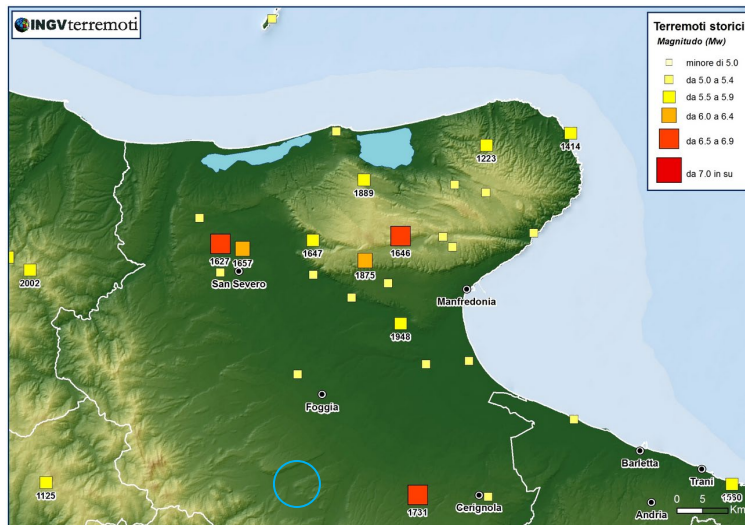 INGVterremoti
Terremoti storici
Magnitudo (Mw)
minore di 5.0
da 5.0 a 5.4
da 5.5 a 5.9
da 6.0 a 6.4
da 6.5 a 6.9
da 7.0 in su
1414
1223
1889
1627
1657
1647
1875
1646
2002
San Severo
Manfredonia
1948
Foggia
Barletta
Trani
1125
1731
Cerignola
1560
Andria
0 5
Km